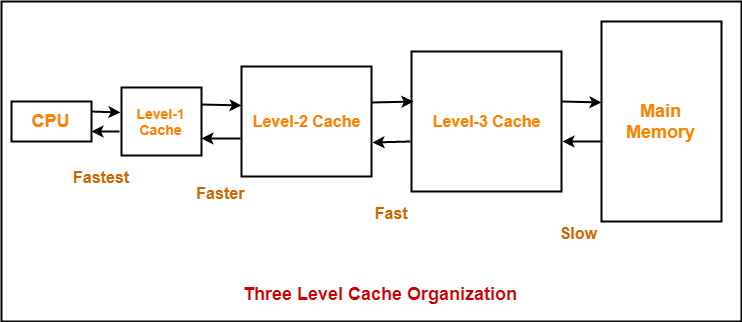 CPU
Level-1
Cache
Level-2 Cache
Level-3 Cache
Main
Memory
Fastest
Faster
Fast
Slow
Three Level Cache Organization